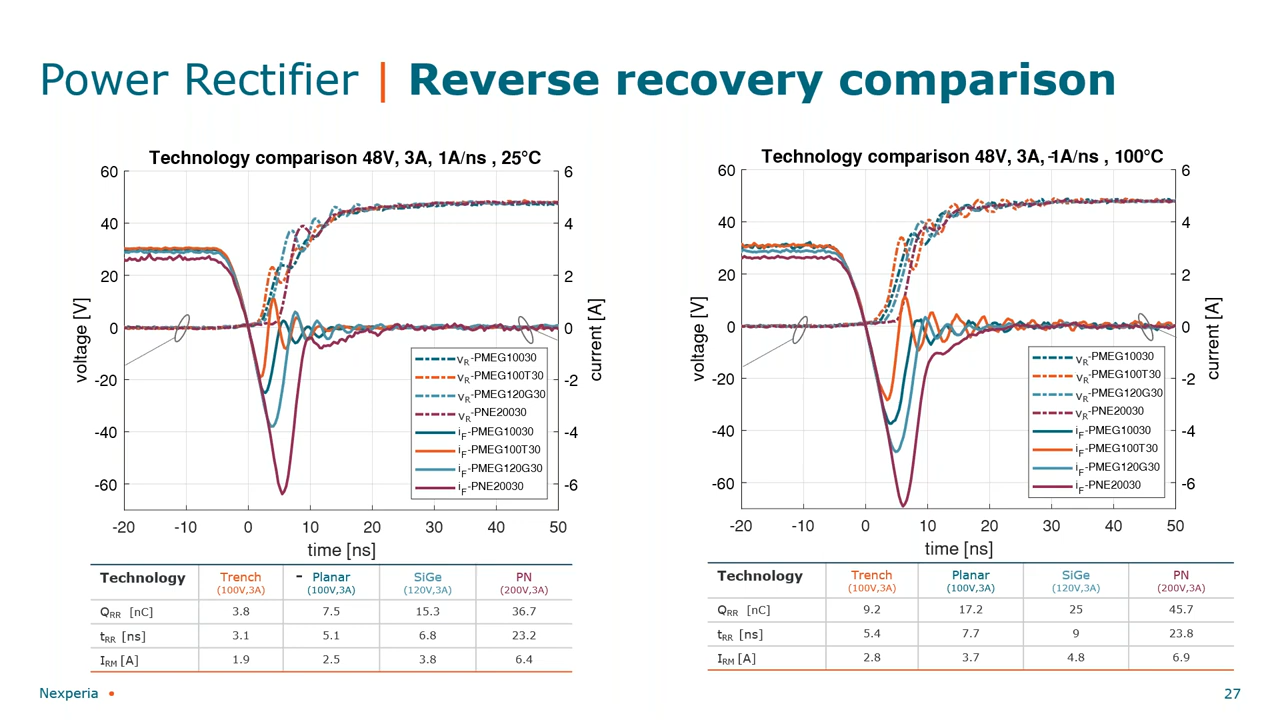 Power Rectifier | Reverse recovery comparison
Technology comparison 48V, 3A, 1A/ns , 25°C
60
40
20
0
-20
-40
-60
voltage [V]
6
4
2
0
-2
-4
-6
current [A]
-20 -10 0 10 20 30 40 50
time [ns]
vR-PMEG10030
vR-PMEG100T30
vR-PMEG120G30
vR-PNE20030
iF-PMEG10030
iF-PMEG100T30
iF-PMEG120G30
iF-PNE20030
Technology Trench - Planar SiGe PN
(100V,3A) (100V,3A) (120V,3A) (200V,3A)
QRR [nC] 3.8 7.5 15.3 36.7
tRR [ns] 3.1 5.1 6.8 23.2
IRM [A] 1.9 2.5 3.8 6.4
Technology comparison 48V, 3A, -1A/ns , 100°C
60
40
20
0
-20
-40
-60
voltage [V]
6
4
2
0
-2
-4
-6
current [A]
-20 -10 0 10 20 30 40 50
time [ns]
vR-PMEG10030
vR-PMEG100T30
vR-PMEG120G30
vR-PNE20030
iF-PMEG10030
iF-PMEG100T30
iF-PMEG120G30
iF-PNE20030
Technology Trench Planar SiGe PN
(100V,3A) (100V,3A) (120V,3A) (200V,3A)
QRR [nC] 9.2 17.2 25 45.7
tRR [ns] 5.4 7.7 9 23.8
IRM [A] 2.8 3.7 4.8 6.9
Nexperia •
27